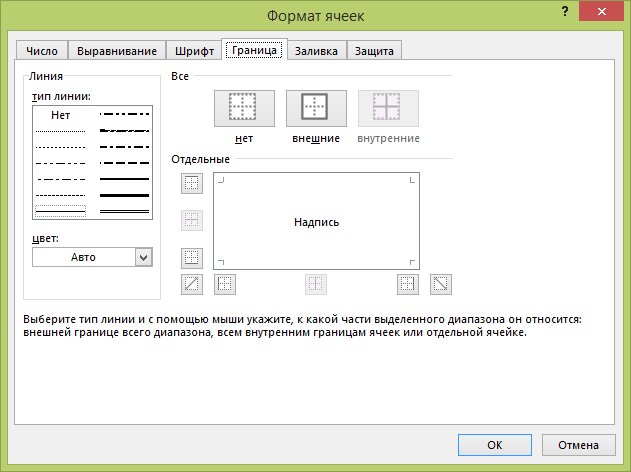 Формат ячеек
?
Число Выравнивание Шрифт Граница Заливка Защита
Линия
тип линии:
Нет
цвет:
Авто
Все
нет внешние внутренние
Отдельные
Надпись
Выберите тип линии и с помощью мыши укажите, к какой части выделенного диапазона он относится:
внешней границе всего диапазона, всем внутренним границам ячеек или отдельной ячейке.
ОК Отмена